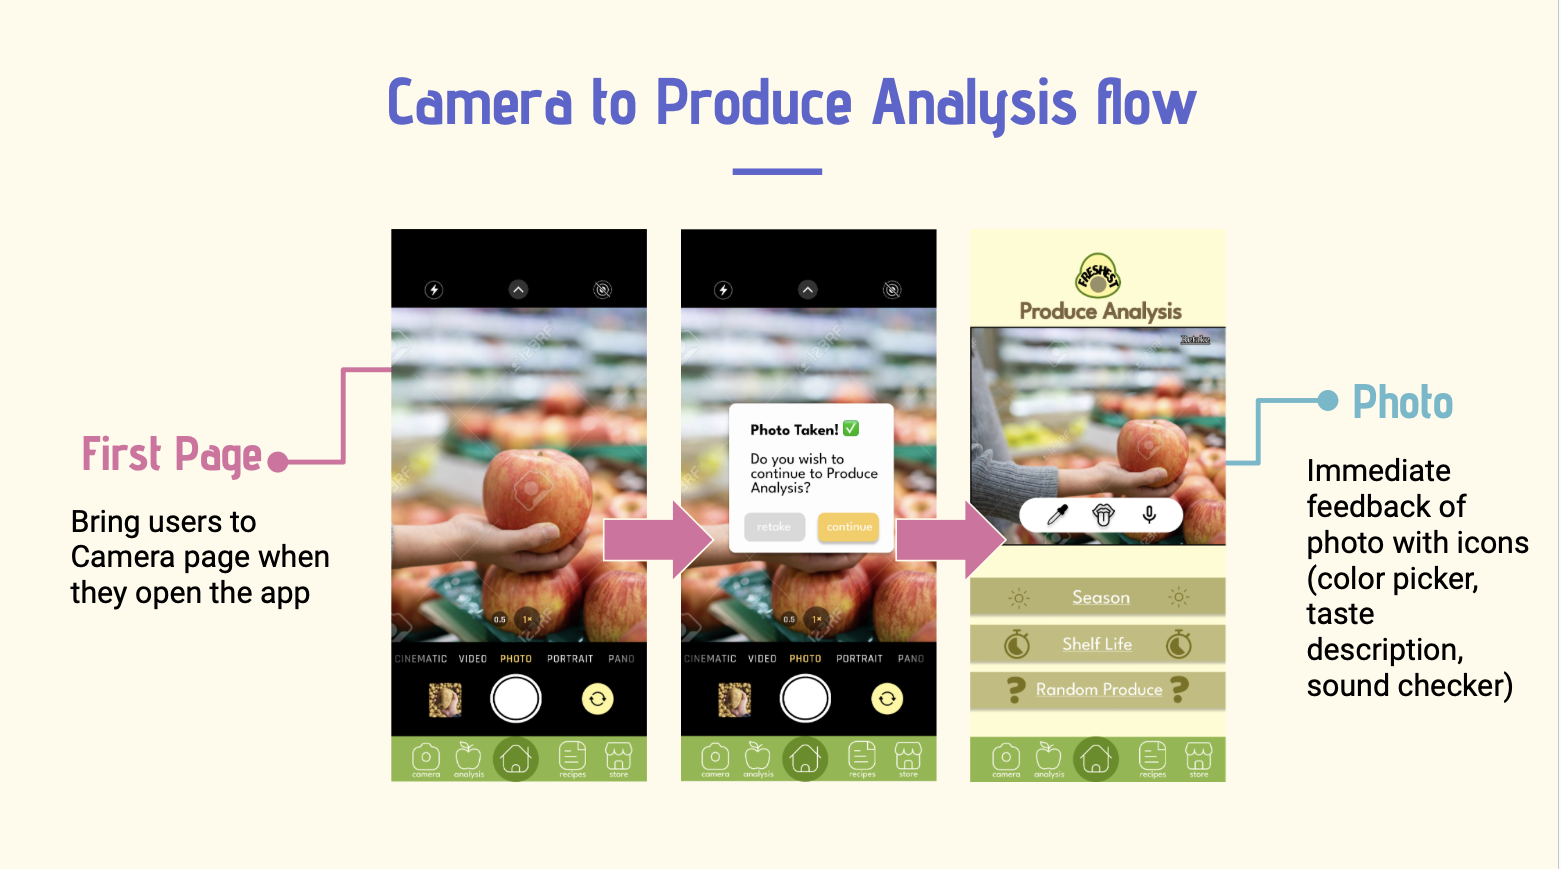 Camera to Produce Analysis flow
First Page
Bring users to
Camera page when
they open the app
123RF
CINEMATIC VIDEO PHOTO PORTRAIT PANO
0.5 1×
camera analysis recipes store
123RF
Photo Taken! ✅
Do you wish to
continue to Produce
Analysis?
retake continue
0.5 1×
CINEMATIC VIDEO PHOTO PORTRAIT PANO
camera analysis recipes store
FRESHEST
Produce Analysis
Retake
Season
Shelf Life
? Random Produce ?
camera analysis recipes store
Photo
Immediate
feedback of
photo with icons
(color picker,
taste
description,
sound checker)